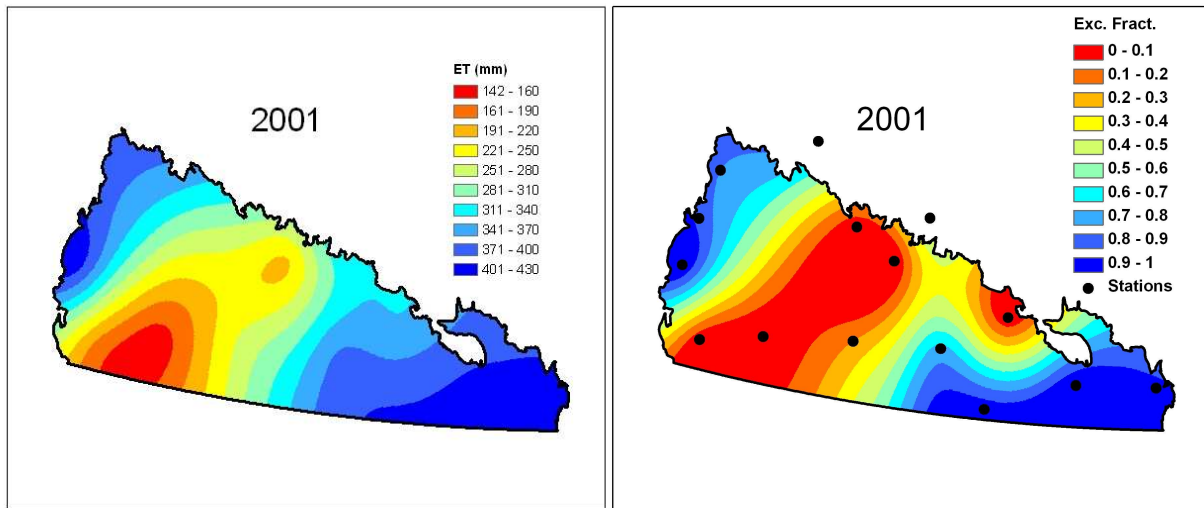 ET (mm)
142 - 160
161 - 190
191 - 220
221 - 250
251 - 280
281 - 310
311 - 340
341 - 370
371 - 400
401 - 430
2001
Exc. Fract.
0 - 0.1
0.1 - 0.2
0.2 - 0.3
0.3 - 0.4
0.4 - 0.5
0.5 - 0.6
0.6 - 0.7
0.7 - 0.8
0.8 - 0.9
0.9 - 1
Stations
2001